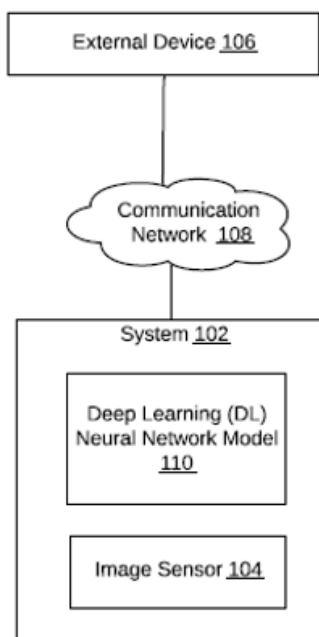 External Device 106
Communication
Network 108
System 102
Deep Learning (DL)
Neural Network Model
110
Image Sensor 104